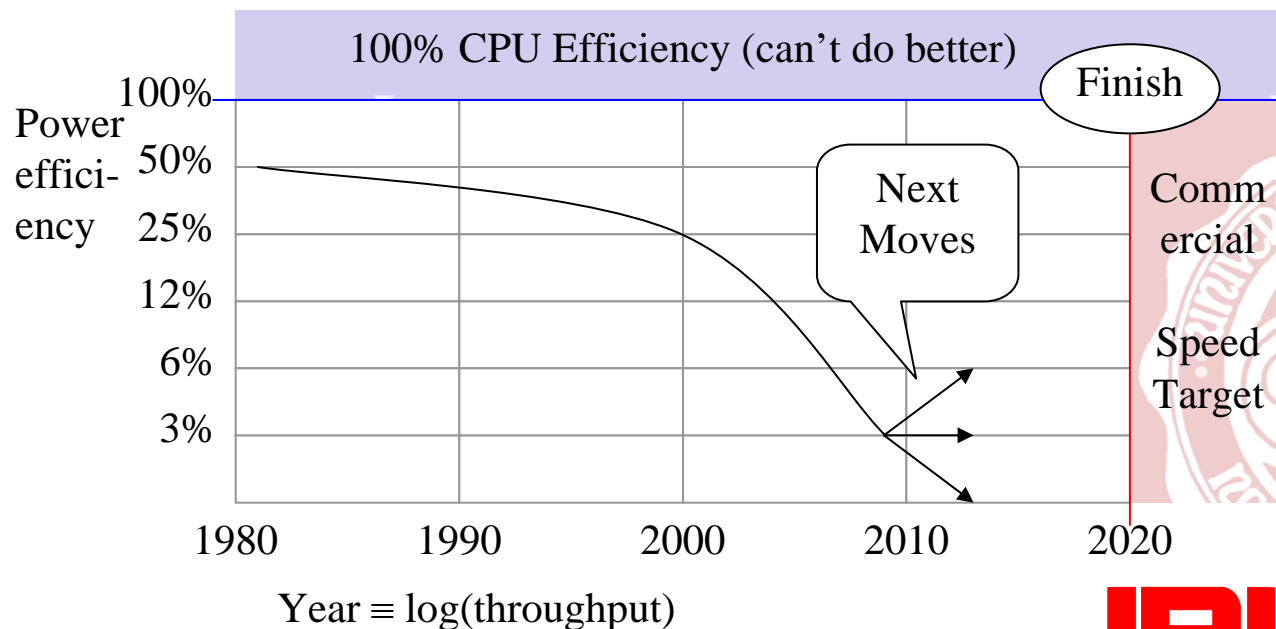 100% CPU Efficiency (can't do better)
Finish
100%
Power
effici-
ency
50%
25%
12%
6%
3%
Next
Moves
Comm
ercial
Speed
Target
1980
1990
2000
2010
2020
Year ≡ log(throughput)